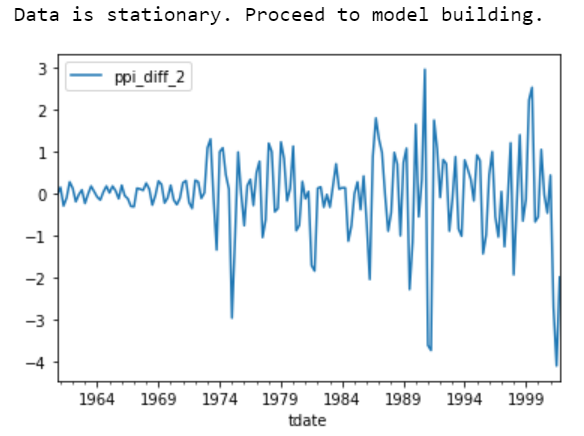 Data is stationary. Proceed to model building.
ppi_diff_2
3
2
1
0
−1
−2
−3
−4
1964 1969 1974 1979 1984 1989 1994 1999
tdate